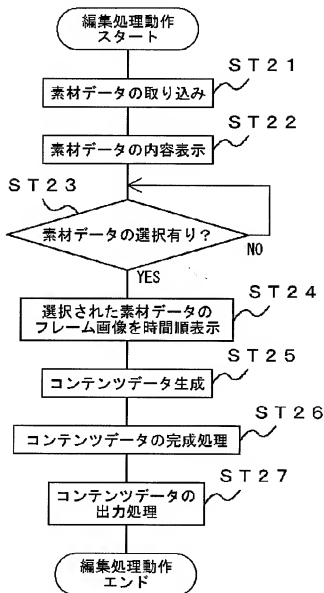 編集処理動作
スタート
ST21
素材データの取り込み
ST22
素材データの内容表示
ST23
素材データの選択有り？
NO
YES
ST24
選択された素材データの
フレーム画像を時間順表示
ST25
コンテンツデータ生成
ST26
コンテンツデータの完成処理
ST27
コンテンツデータの
出力処理
編集処理動作
エンド